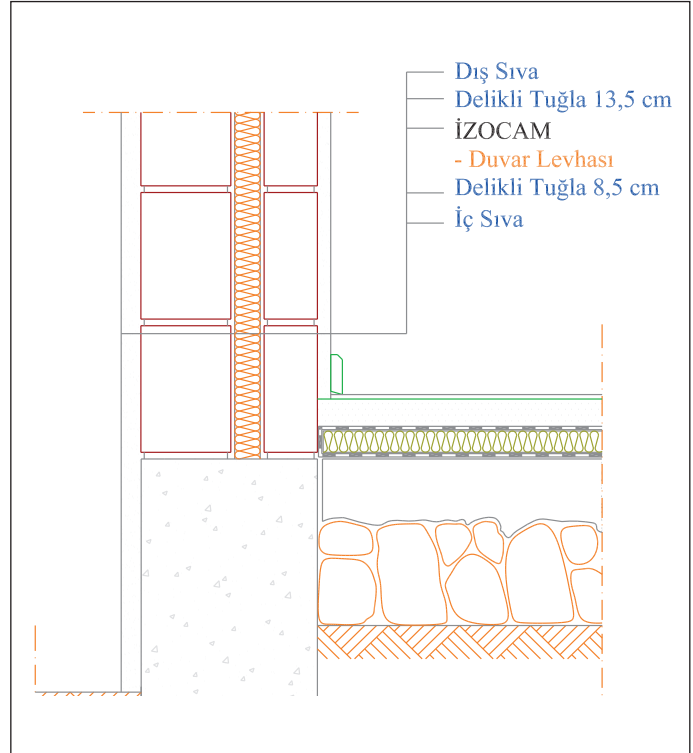 Dış Sıva
Delikli Tuğla 13,5 cm
İZOCAM
- Duvar Levhası
Delikli Tuğla 8,5 cm
İç Sıva